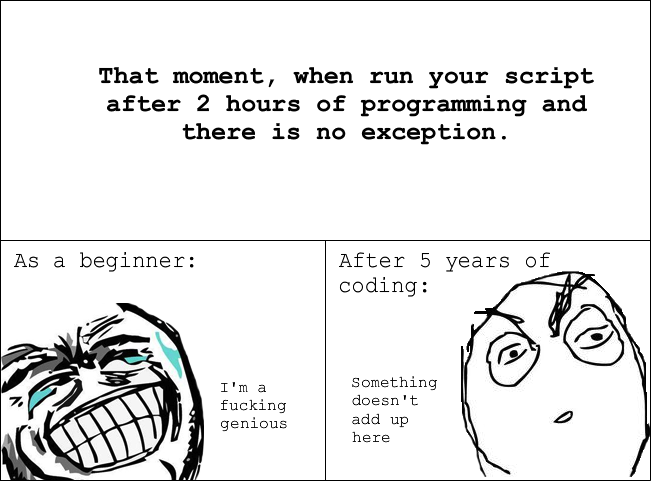 That moment, when run your script
after 2 hours of programming and
there is no exception.
As a beginner:
I'm a
fucking
genious
After 5 years of
coding:
Something
doesn't
add up
here